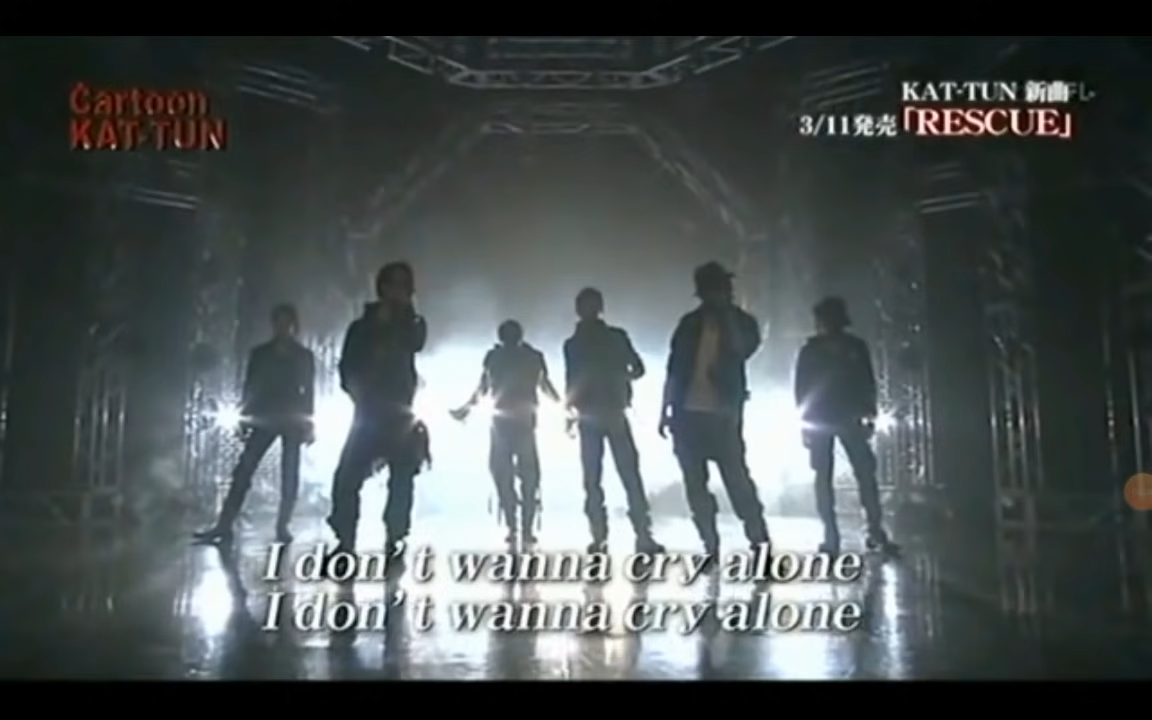 Cartoon
KAT-TUN
KAT-TUN 新曲
3/11発売「RESCUE」
I don't wanna cry alone
I don't wanna cry alone